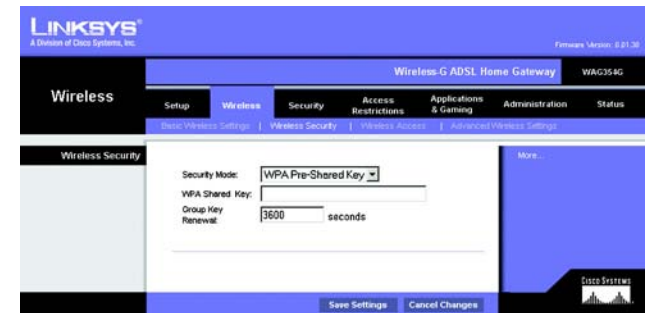 LINKSYS®
A Division of Cisco Systems, Inc.
Firmware Version: 0.01.30
Wireless-G ADSL Home Gateway WAG354G
Wireless
Setup Wireless Security Access Restrictions Applications & Gaming Administration Status
Basic Wireless Settings | Wireless Security | Wireless Access | Advanced Wireless Settings
Wireless Security
More...
Security Mode: WPA Pre-Shared Key
WPA Shared Key:
Group Key Renewal: 3600 seconds
CISCO SYSTEMS
Save Settings Cancel Changes